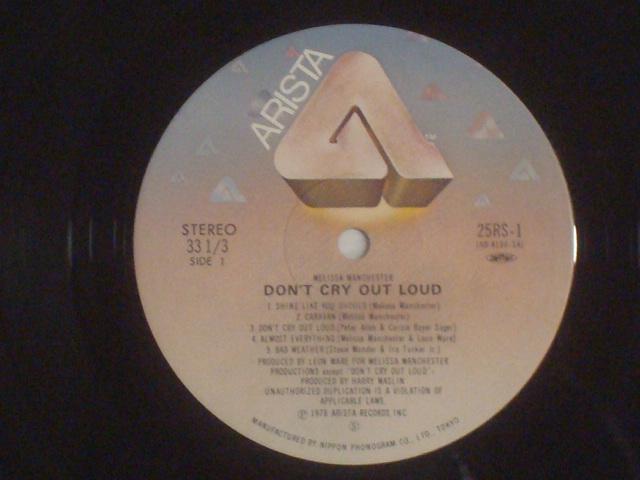 ARISTA
TM
STEREO
33 1/3
SIDE 1
25RS-1
MELISSA MANCHESTER
DON'T CRY OUT LOUD
1. SHINE LIKE YOU SHOULD (Melissa Manchester)
2. CARAVAN (Melissa Manchester)
3. DON'T CRY OUT LOUD (Peter Allen & Carole Bayer Sager)
4. ALMOST EVERYTHING (Melissa Manchester & Leon Ware)
5. BAD WEATHER (Stevie Wonder & Ira Tucker Jr.)
PRODUCED BY LEON WARE FOR MELISSA MANCHESTER
PRODUCTIONS except "DON'T CRY OUT LOUD".
PRODUCED BY HARRY MASLIN
UNAUTHORIZED DUPLICATION IS A VIOLATION OF
APPLICABLE LAWS.
Ⓟ 1978 ARISTA RECORDS, INC
Ⓢ
MANUFACTURED BY NIPPON PHONOGRAM CO., LTD., TOKYO